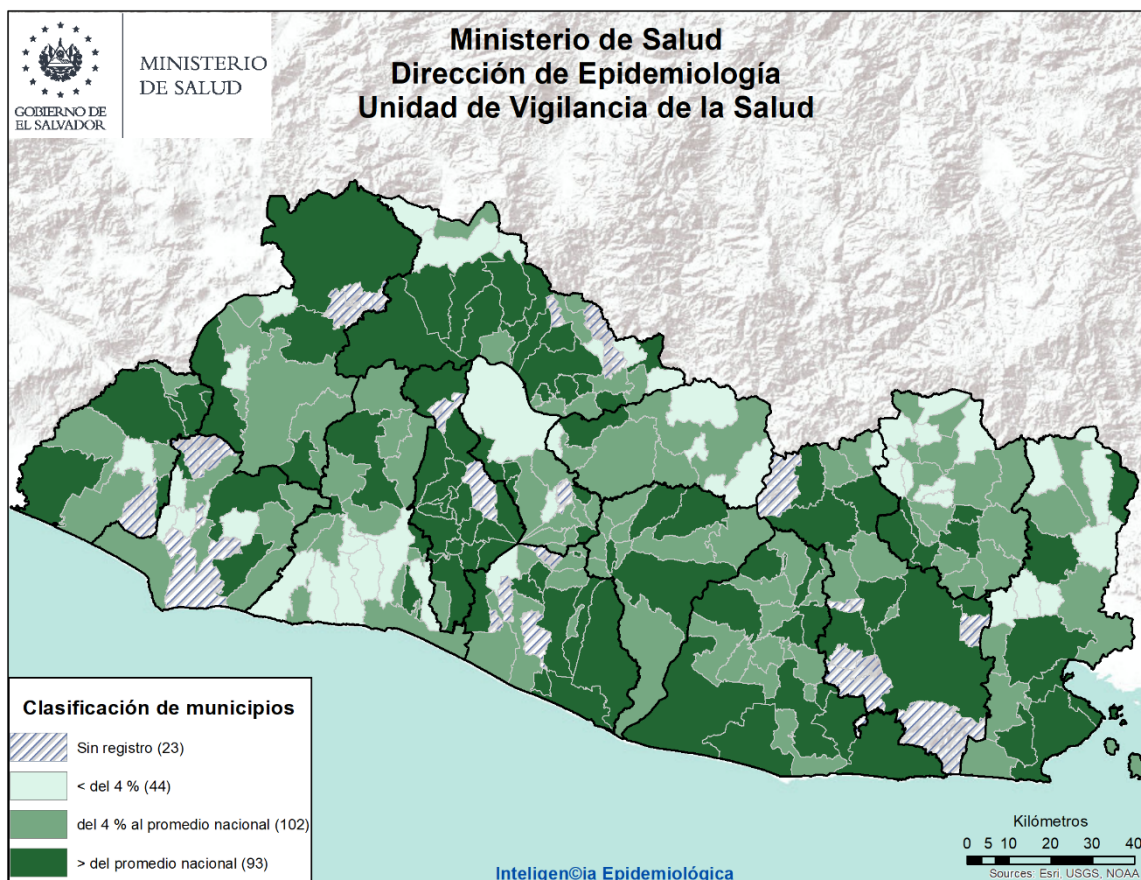 Ministerio de Salud
Dirección de Epidemiología
Unidad de Vigilancia de la Salud
MINISTERIO
DE SALUD
GOBIERNO DE
EL SALVADOR
Clasificación de municipios
Sin registro (23)
< del 4 % (44)
del 4 % al promedio nacional (102)
> del promedio nacional (93)
Kilómetros
0 5 10 20 30 40
Sources: Esri, USGS, NOAA
Inteligen©ia Epidemiológica